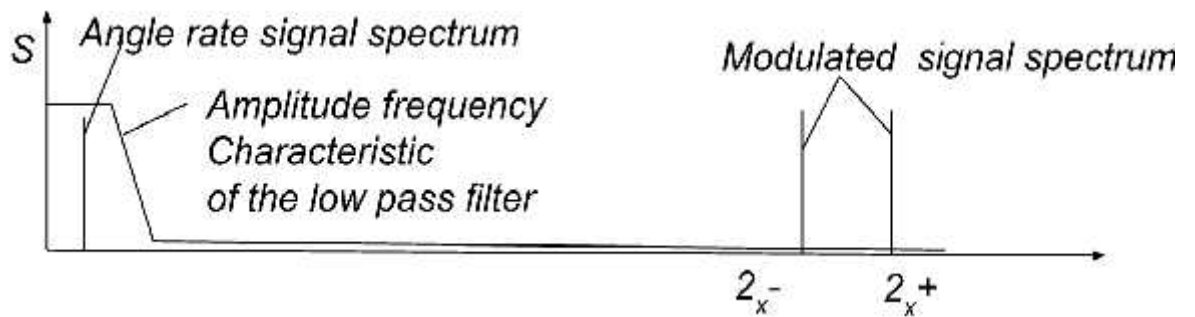 S
Angle rate signal spectrum
Modulated signal spectrum
Amplitude frequency
Characteristic
of the low pass filter
2x-
2x+